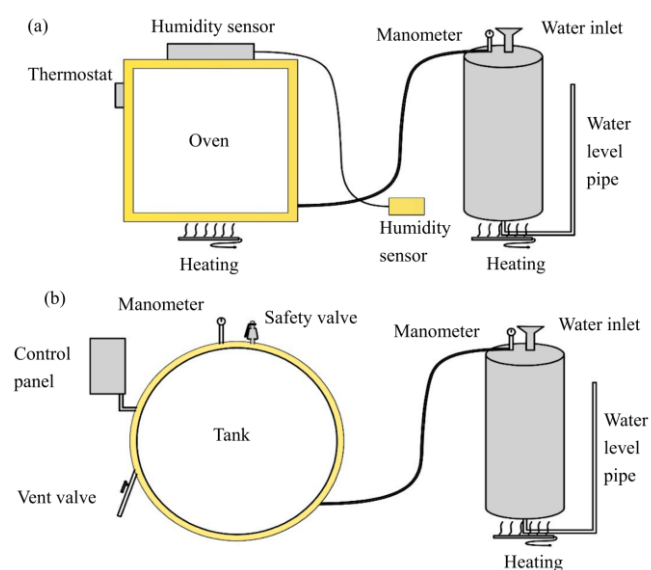 (a)
Humidity sensor
Manometer
Water inlet
Thermostat
Oven
Water
level
pipe
Humidity
sensor
Heating
Heating
(b)
Manometer
Safety valve
Manometer
Water inlet
Control
panel
Tank
Water
level
pipe
Vent valve
Heating